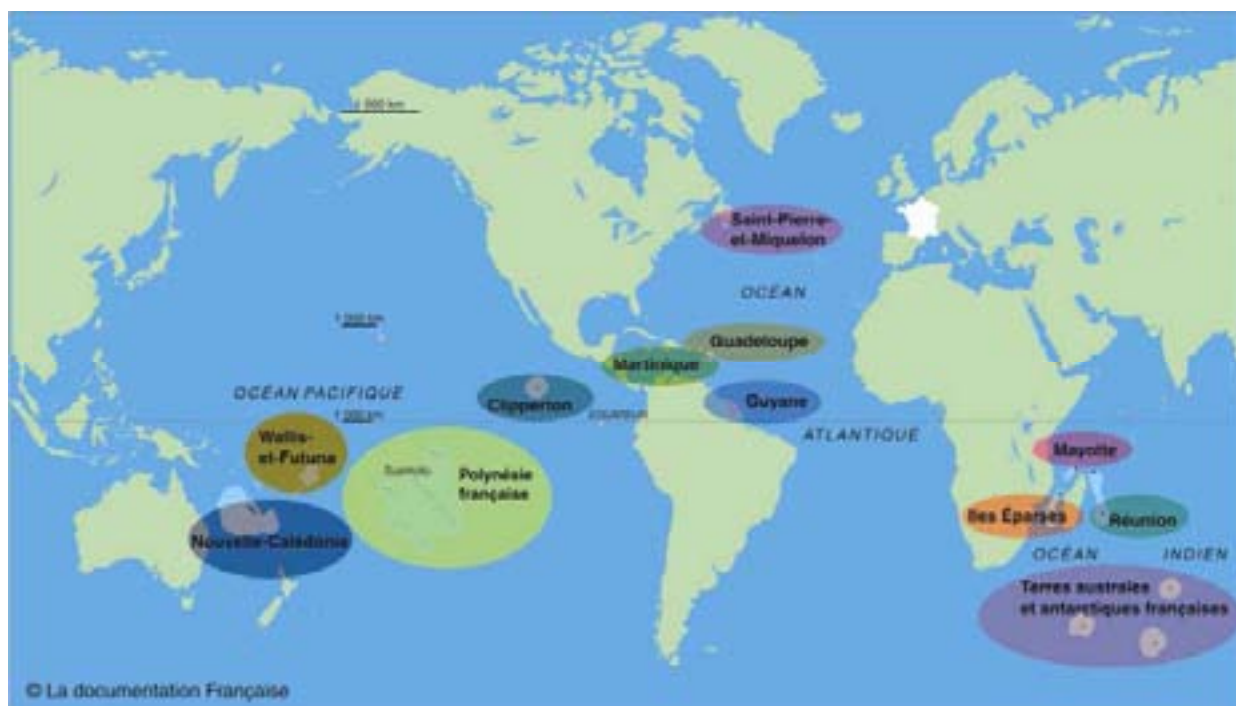 Saint-Pierre-
et-Miquelon
OCÉAN
Guadeloupe
Martinique
OCÉAN PACIFIQUE
Clipperton
Guyane
ATLANTIQUE
Wallis-
et-Futuna
Mayotte
Polynésie
française
Iles Éparses
Réunion
Nouvelle-Calédonie
OCÉAN
INDIEN
Terres australes
et antarctiques françaises
© La documentation Française